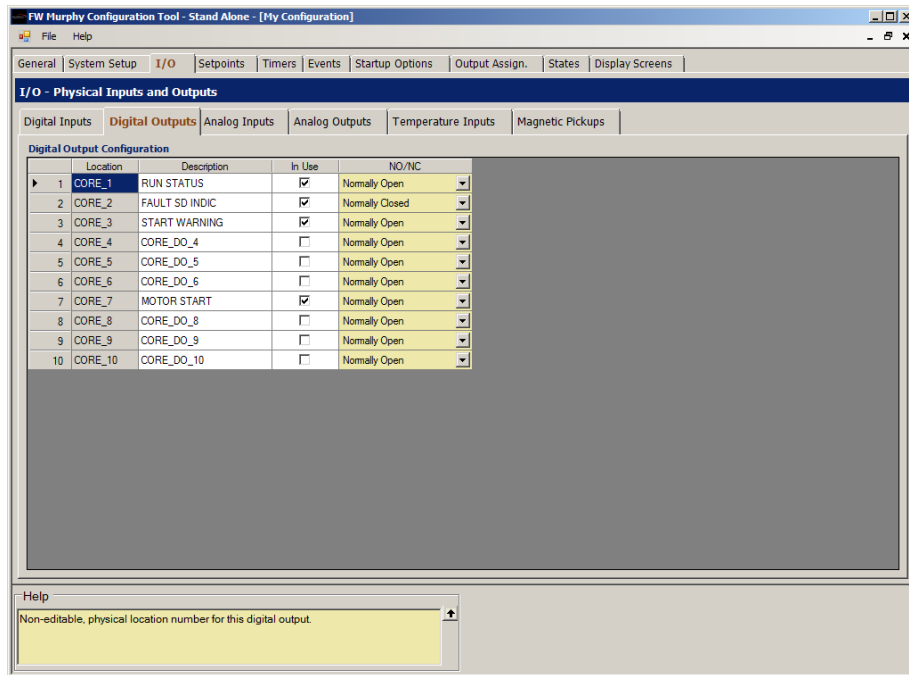 FW Murphy Configuration Tool - Stand Alone - [My Configuration]
File Help
General System Setup I/O Setpoints Timers Events Startup Options Output Assign. States Display Screens
I/O - Physical Inputs and Outputs
Digital Inputs Digital Outputs Analog Inputs Analog Outputs Temperature Inputs Magnetic Pickups
Digital Output Configuration
Location Description In Use NO/NC
1 CORE_1 RUN STATUS Normally Open
2 CORE_2 FAULT SD INDIC Normally Closed
3 CORE_3 START WARNING Normally Open
4 CORE_4 CORE_DO_4 Normally Open
5 CORE_5 CORE_DO_5 Normally Open
6 CORE_6 CORE_DO_6 Normally Open
7 CORE_7 MOTOR START Normally Open
8 CORE_8 CORE_DO_8 Normally Open
9 CORE_9 CORE_DO_9 Normally Open
10 CORE_10 CORE_DO_10 Normally Open
Help
Non-editable, physical location number for this digital output.